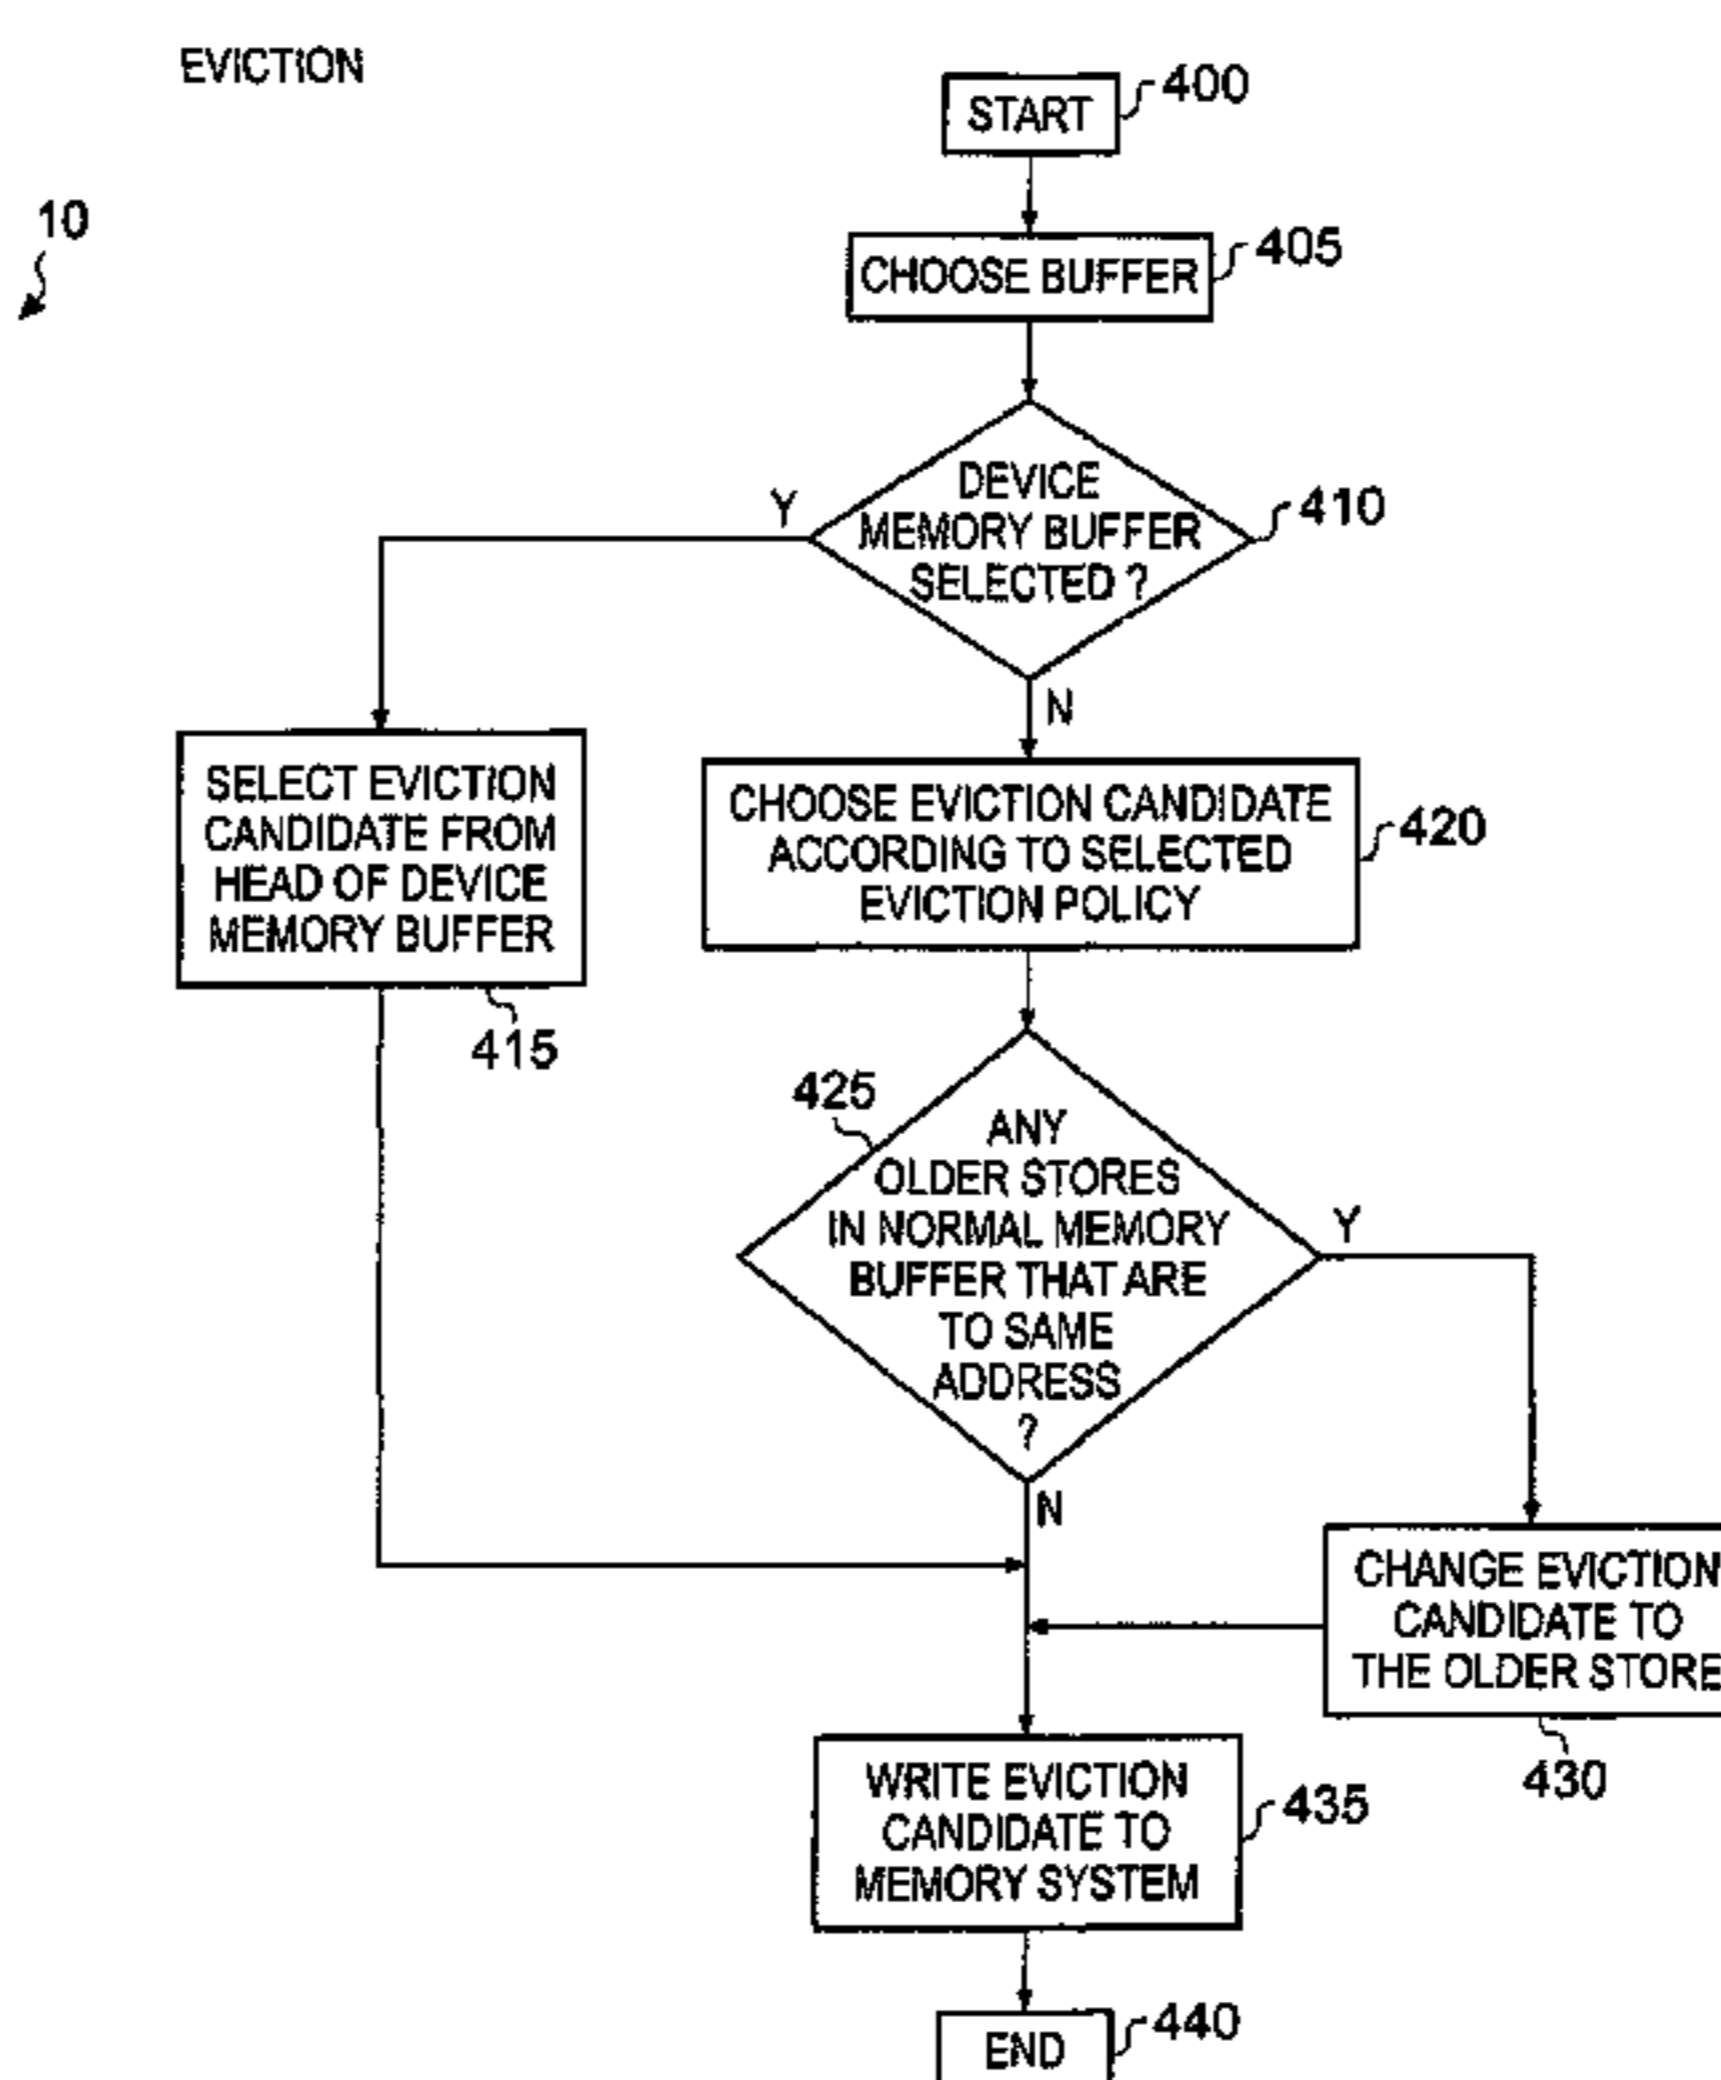 EVICTION
400
START
10
405
CHOOSE BUFFER
DEVICE
MEMORY BUFFER
SELECTED ?
410
Y
N
SELECT EVICTION
CANDIDATE FROM
HEAD OF DEVICE
MEMORY BUFFER
415
CHOOSE EVICTION CANDIDATE
ACCORDING TO SELECTED
EVICTION POLICY
420
425
ANY
OLDER STORES
IN NORMAL MEMORY
BUFFER THAT ARE
TO SAME
ADDRESS
?
Y
N
CHANGE EVICTION
CANDIDATE TO
THE OLDER STORE
430
WRITE EVICTION
CANDIDATE TO
MEMORY SYSTEM
435
END
440